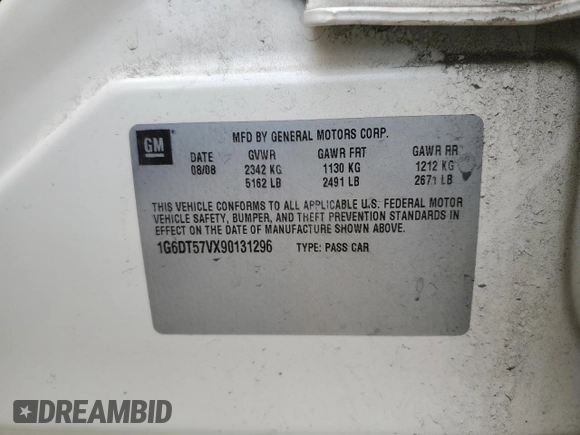 GM
MFD BY GENERAL MOTORS CORP.
DATE GVWR GAWR FRT GAWR RR
08/08 2342 KG 1130 KG 1212 KG
5162 LB 2491 LB 2671 LB
THIS VEHICLE CONFORMS TO ALL APPLICABLE U.S. FEDERAL MOTOR
VEHICLE SAFETY, BUMPER, AND THEFT PREVENTION STANDARDS IN
EFFECT ON THE DATE OF MANUFACTURE SHOWN ABOVE.
1G6DT57VX90131296 TYPE: PASS CAR
DREAMBID